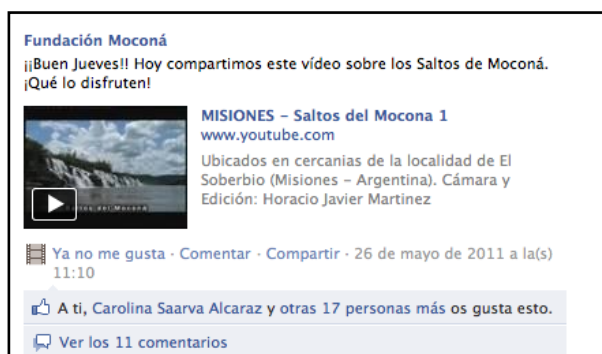 Fundación Moconá
¡¡Buen Jueves!! Hoy compartimos este vídeo sobre los Saltos de Moconá.
¡Qué lo disfruten!
MISIONES – Saltos del Mocona 1
www.youtube.com
Ubicados en cercanias de la localidad de El
Soberbio (Misiones – Argentina). Cámara y
Edición: Horacio Javier Martinez
Saltos del Moconá
Ya no me gusta · Comentar · Compartir · 26 de mayo de 2011 a la(s)
11:10
A ti, Carolina Saarva Alcaraz y otras 17 personas más os gusta esto.
Ver los 11 comentarios